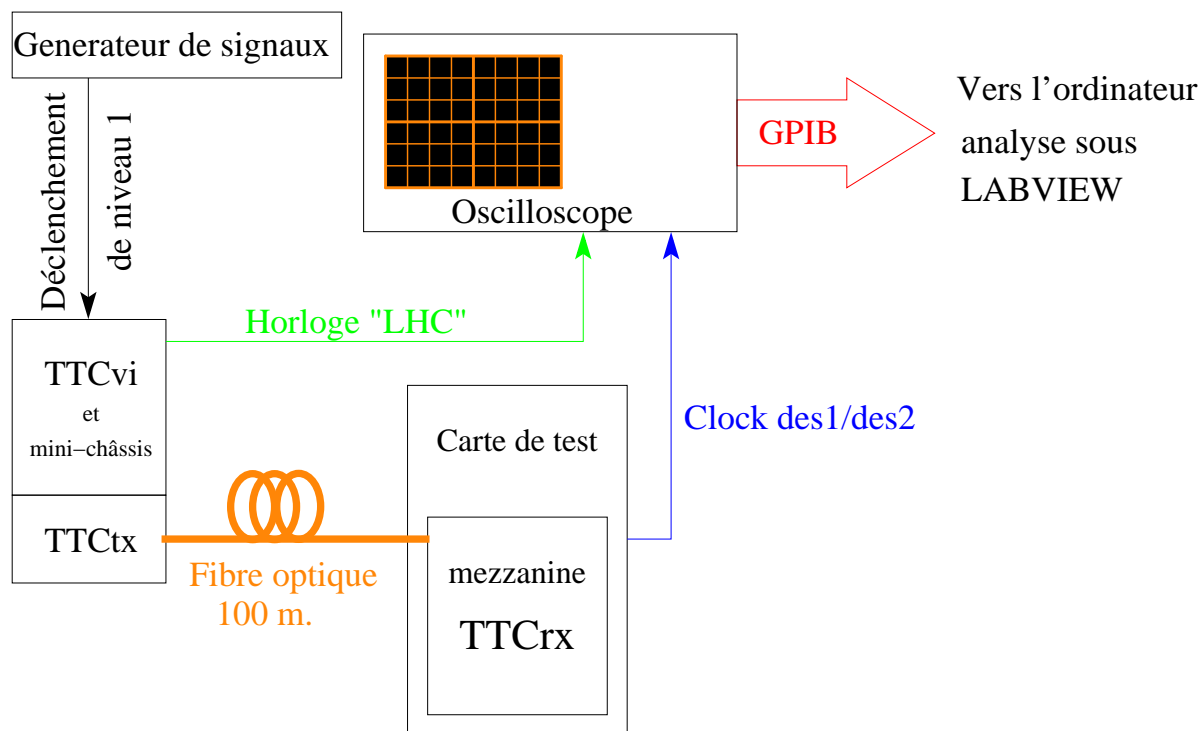 Generateur de signaux
Déclenchement
de niveau 1
Oscilloscope
GPIB
Vers l'ordinateur
analyse sous
LABVIEW
Horloge "LHC"
TTCvi
et
mini−châssis
TTCtx
Fibre optique
100 m.
Carte de test
mezzanine
TTCrx
Clock des1/des2